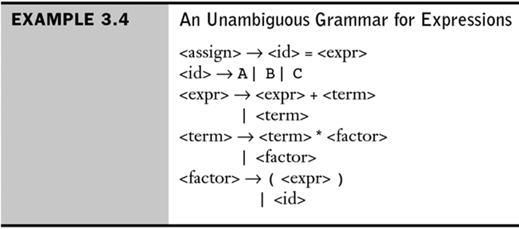 EXAMPLE 3.4
An Unambiguous Grammar for Expressions
<assign> → <id> = <expr>
<id> → A | B | C
<expr> → <expr> + <term>
| <term>
<term> → <term> * <factor>
| <factor>
<factor> → ( <expr> )
| <id>